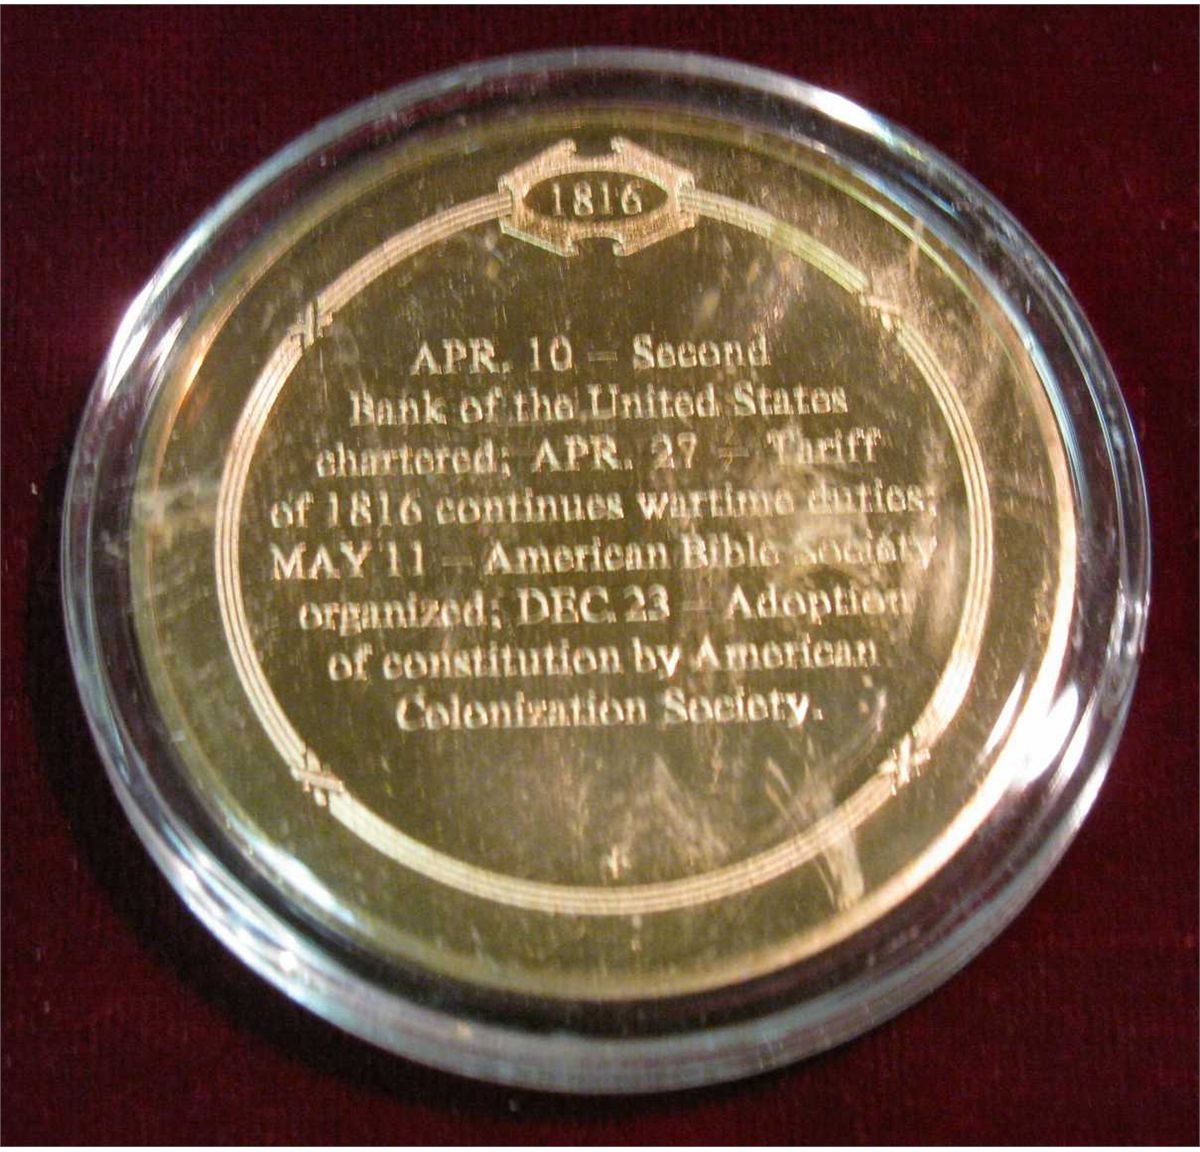 1816
APR. 10 – Second
Bank of the United States
chartered; APR. 27 – Tariff
of 1816 continues wartime duties;
MAY 11 – American Bible Society
organized; DEC. 23 – Adoption
of constitution by American
Colonization Society.